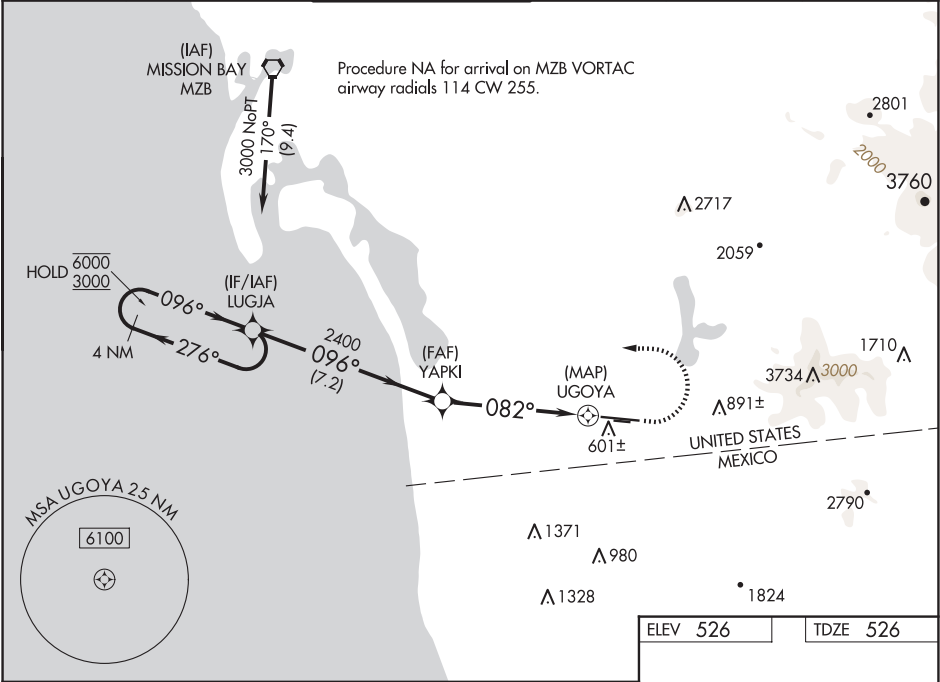 (IAF)
MISSION BAY
MZB
Procedure NA for arrival on MZB VORTAC
airway radials 114 CW 255.
3000 NoPT
170°
(9.4)
2801
2000
3760
2717
2059
HOLD 6000
3000
096°
276°
4 NM
(IF/IAF)
LUGJA
2400
096°
(7.2)
(FAF)
YAPKI
082°
(MAP)
UGOYA
601±
891±
3734
3000
1710
UNITED STATES
MEXICO
2790
MSA UGOYA 25 NM
6100
1371
980
1328
1824
ELEV 526
TDZE 526